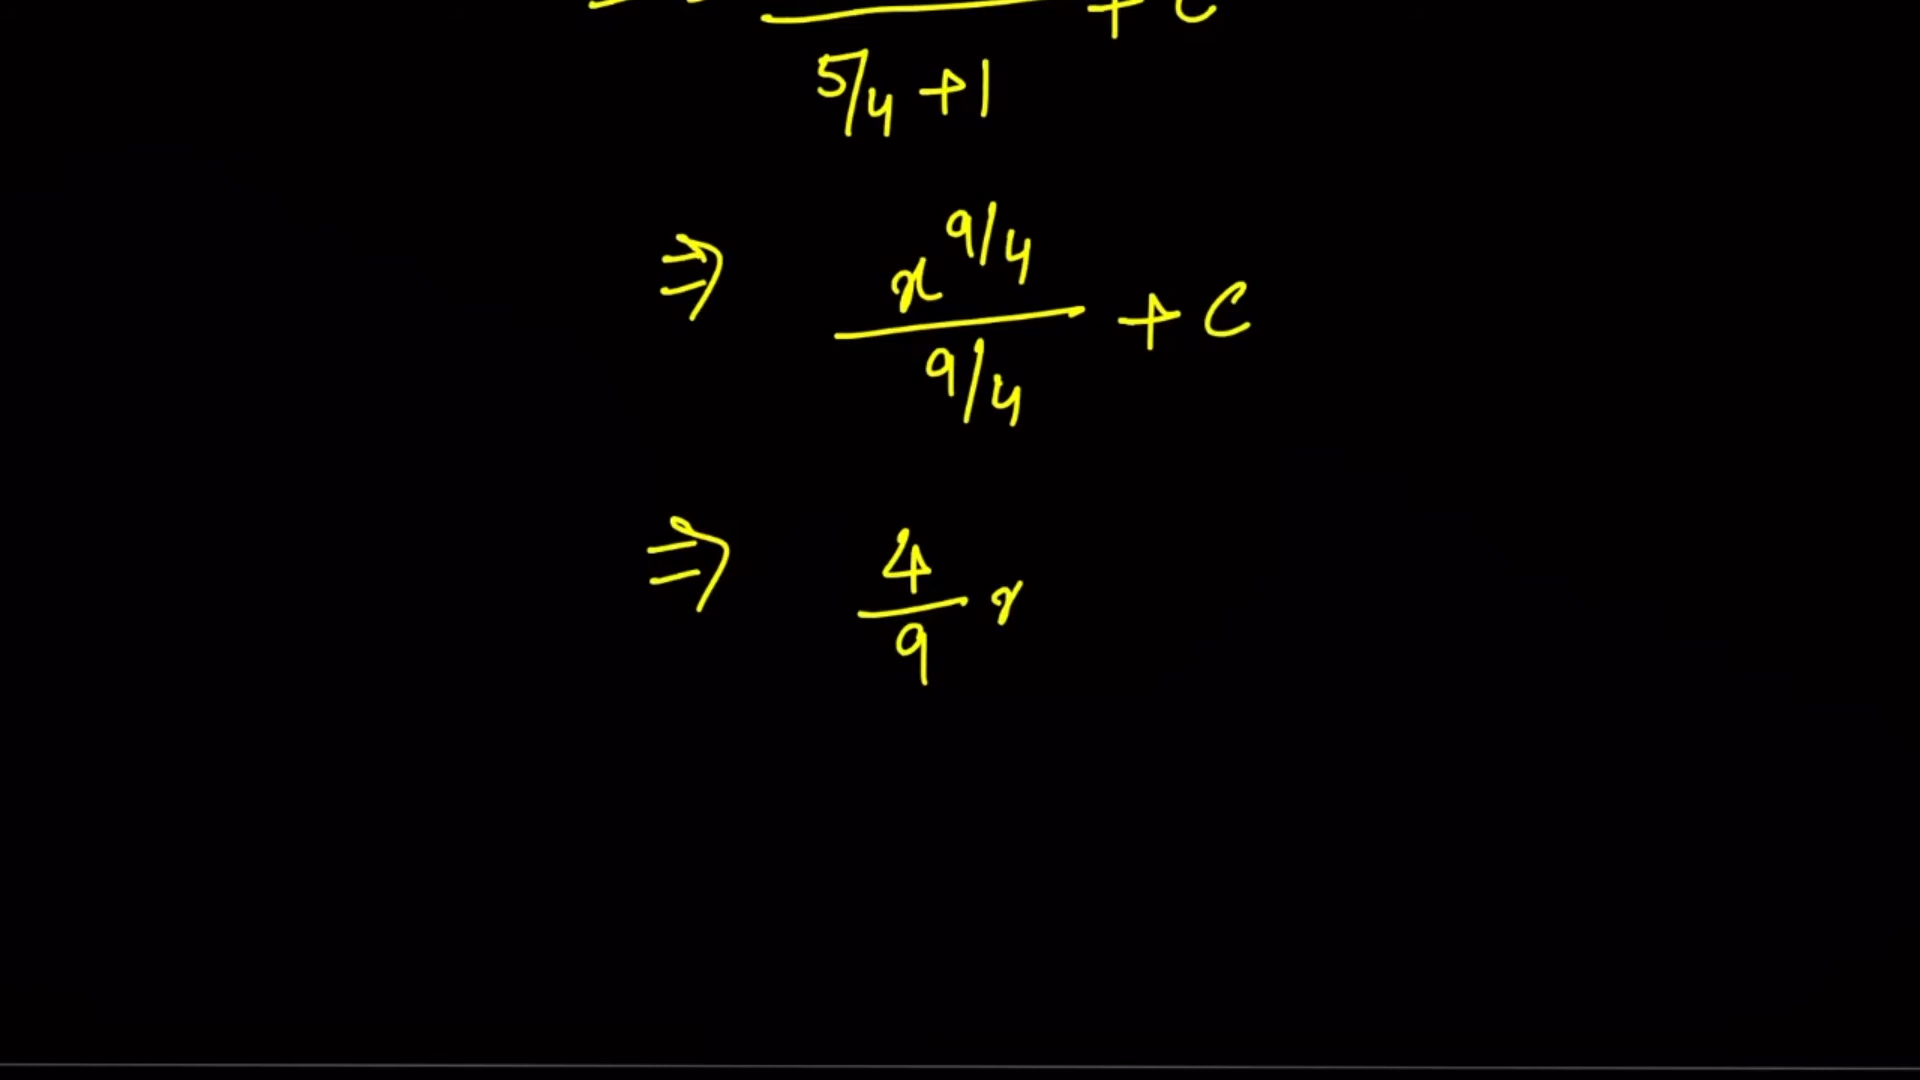 + C
5/4 + 1
⇒ x^9/4 / 9/4 + C
⇒ 4/9 x